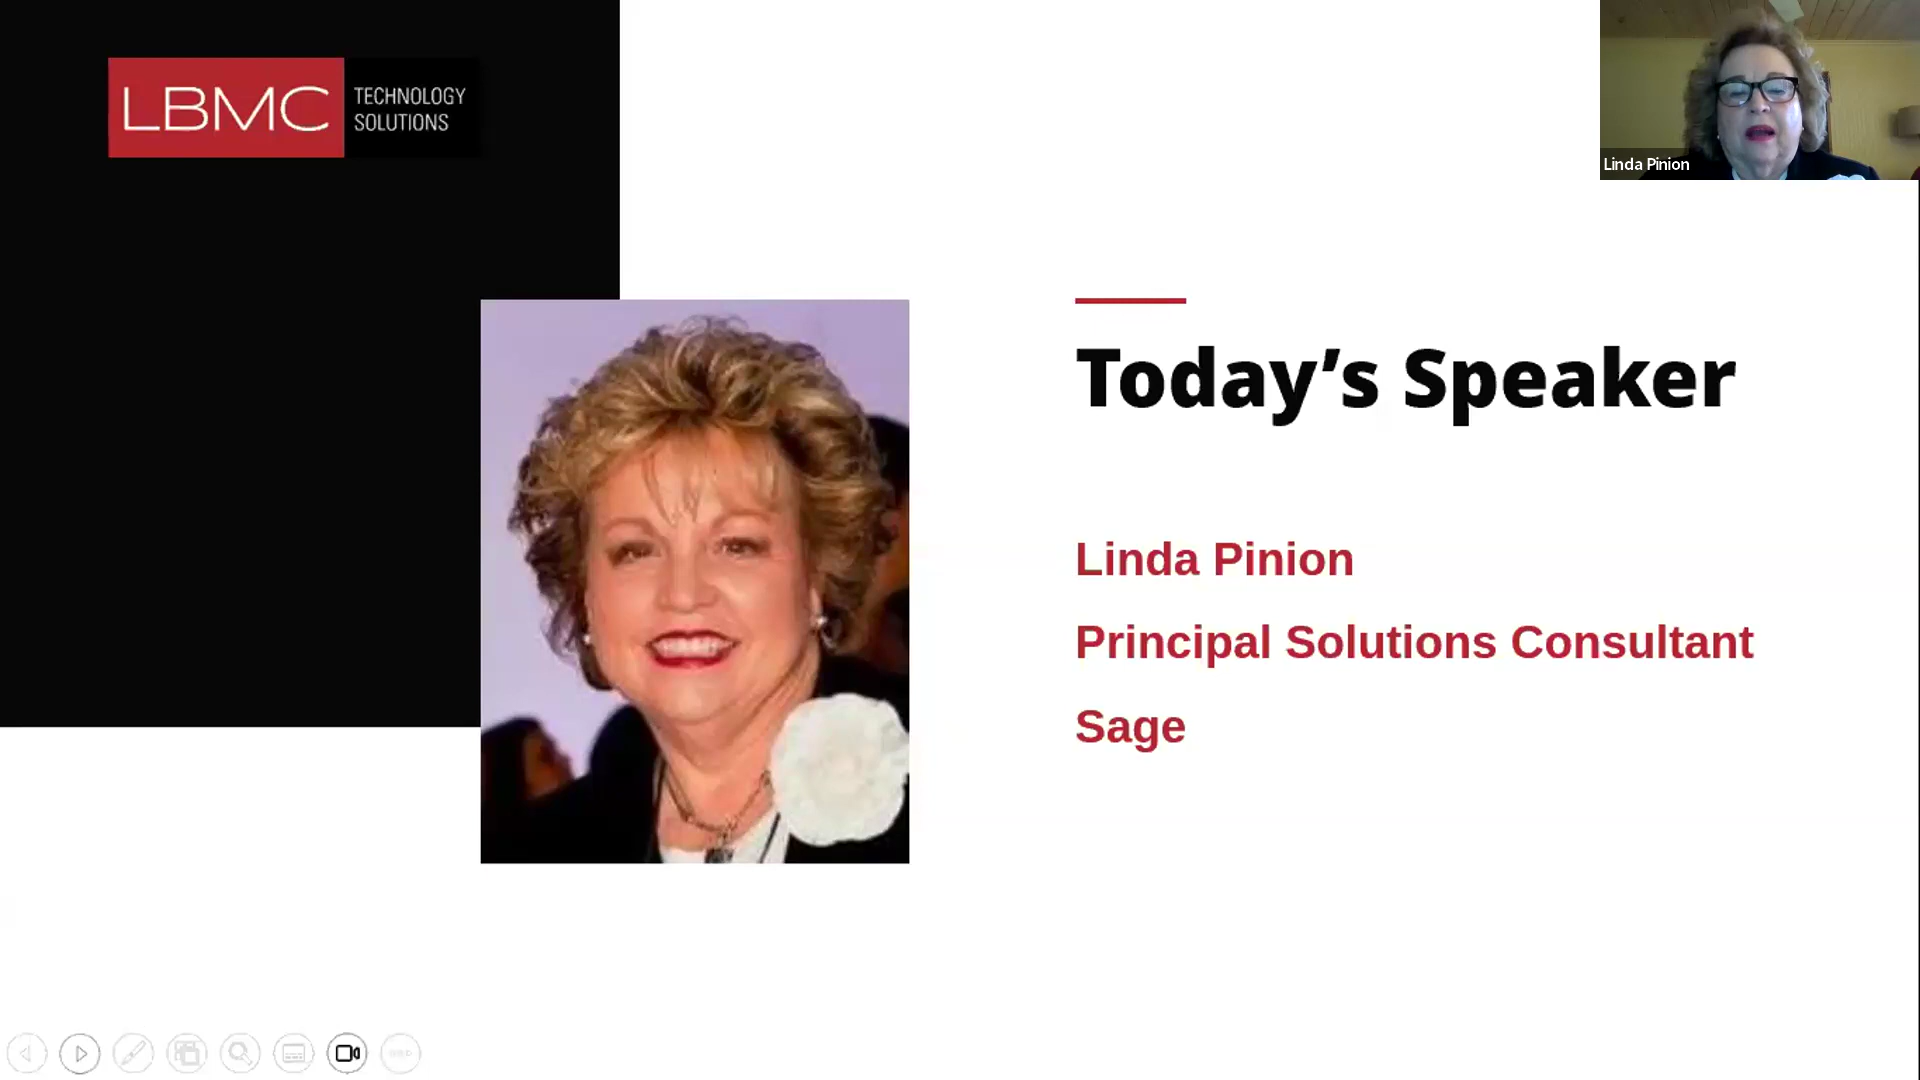 LBMC
TECHNOLOGY
SOLUTIONS
Linda Pinion
Today’s Speaker
Linda Pinion
Principal Solutions Consultant
Sage